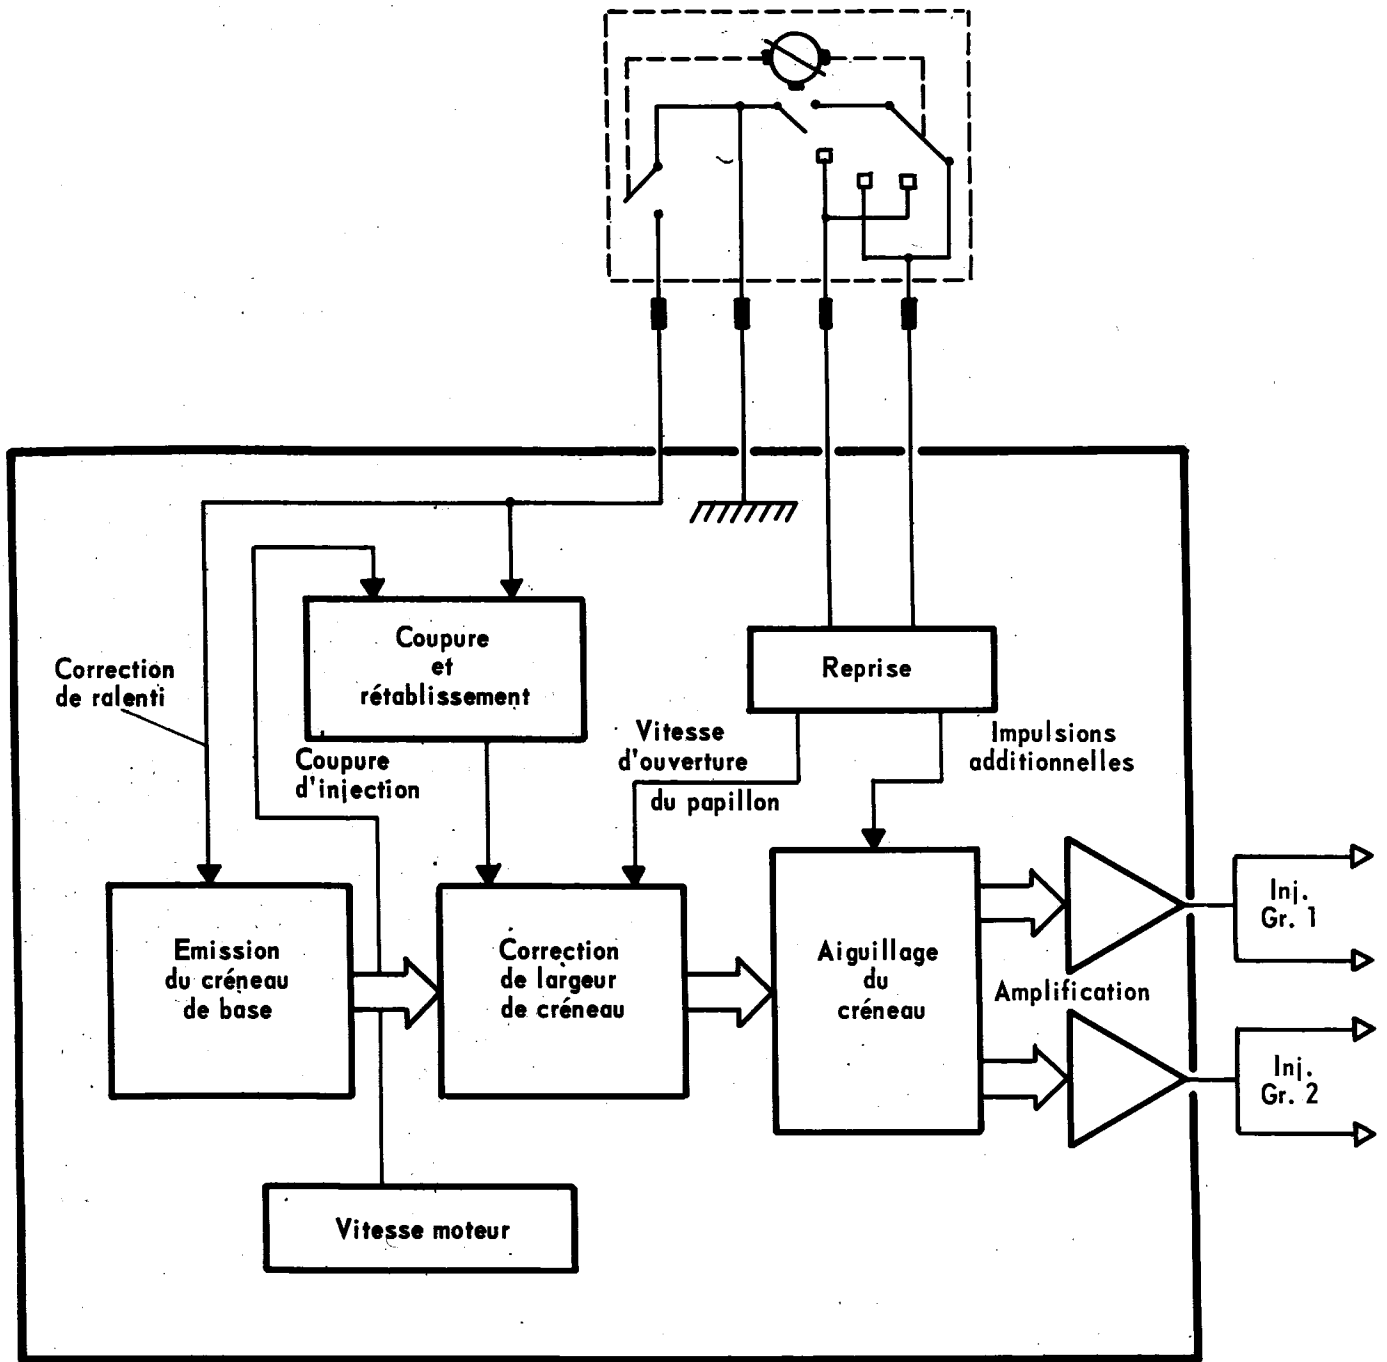 Coupure
et
rétablissement
Reprise
Correction
de ralenti
Coupure
d'injection
Vitesse
d'ouverture
du papillon
Impulsions
additionnelles
Emission
du créneau
de base
Correction
de largeur
de créneau
Aiguillage
du
créneau
Amplification
Inj.
Gr. 1
Inj.
Gr. 2
Vitesse moteur